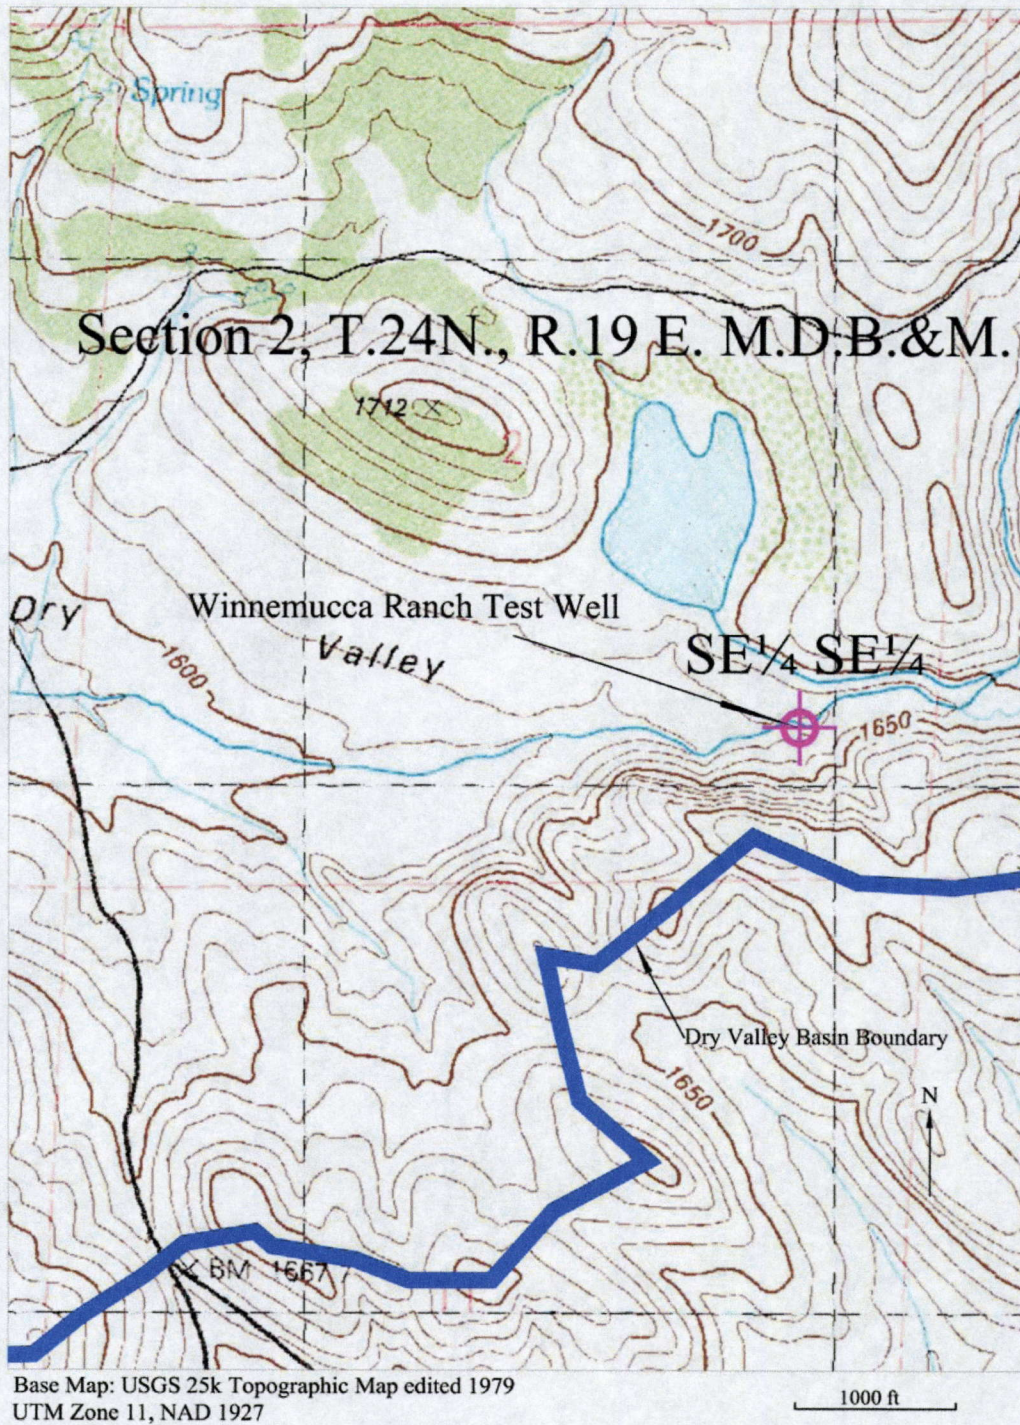 Spring
1700
Section 2, T.24N., R.19 E. M.D.B.&M.
1712
2
Dry
Winnemucca Ranch Test Well
Valley
SE¼ SE¼
1600
1650
Dry Valley Basin Boundary
1650
N
BM 1667
Base Map: USGS 25k Topographic Map edited 1979
UTM Zone 11, NAD 1927
1000 ft